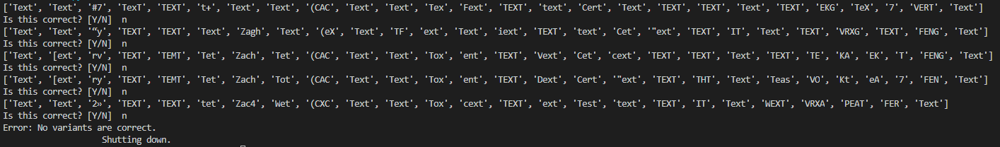 ['Text', 'Text', '#7', 'TexT', 'TEXT', 't+', 'Text', 'Text', '(CAC', 'Text', 'Text', 'Tex', 'Fext', 'TEXT', 'text', 'Cert', 'Text', 'TEXT', 'TEXT', 'Text', 'TEXT', 'EKG', 'TeX', '7', 'VERT', 'Text']
Is this correct? [Y/N]  n
['Text', 'Text', '“y', 'TEXT', 'TEXT', 'Text', 'Zagh', 'Text', '(eX', 'Text', 'TF', 'ext', 'Text', 'iext', 'TEXT', 'text', 'Cet', '"ext', 'TEXT', 'IT', 'Text', 'TEXT', 'VRXG', 'TEXT', 'FENG', 'Text']
Is this correct? [Y/N]  n
['Text', '[ext', 'rv', 'TEXT', 'TEMT', 'Tet', 'Zach', 'Tet', '(CAC', 'Text', 'Text', 'Tox', 'ent', 'TEXT', 'Vext', 'Cet', 'cext', 'TEXT', 'TEXT', 'Text', 'TEXT', 'TE', 'KA', 'EK', 'T', 'FENG', 'Text']
Is this correct? [Y/N]  n
['Text', '[ext', 'ry', 'TEXT', 'TEMT', 'Tet', 'Zach', 'Tot', '(CAC', 'Text', 'Text', 'Tox', 'ent', 'TEXT', 'Dext', 'Cert', '"ext', 'TEXT', 'THT', 'Text', 'Teas', 'VO', 'Kt', 'eA', '7', 'FEN', 'Text']
Is this correct? [Y/N]  n
['Text', 'Text', '2»', 'TEXT', 'TEXT', 'tet', 'Zac4', 'Wet', '(CXC', 'Text', 'Text', 'Tox', 'cext', 'TEXT', 'ext', 'Test', 'text', 'TEXT', 'IT', 'Text', 'WEXT', 'VRXA', 'PEAT', 'FER', 'Text']
Is this correct? [Y/N]  n
Error: No variants are correct.
Shutting down.